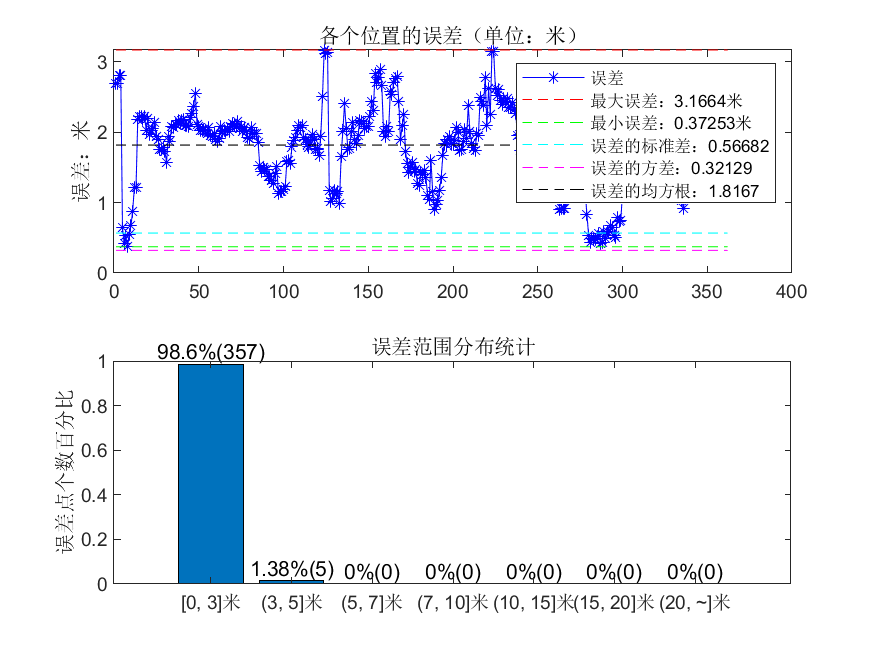 各个位置的误差（单位：米）
误差：米
3
2
1
0
0 50 100 150 200 250 300 350 400
误差
最大误差：3.1664米
最小误差：0.37253米
误差的标准差：0.56682
误差的方差：0.32129
误差的均方根：1.8167
误差范围分布统计
误差点个数百分比
1
0.8
0.6
0.4
0.2
0
98.6%(357)
1.38%(5)
0%(0)
0%(0)
0%(0)
0%(0)
0%(0)
[0, 3]米 (3, 5]米 (5, 7]米 (7, 10]米 (10, 15]米 (15, 20]米 (20, ~]米